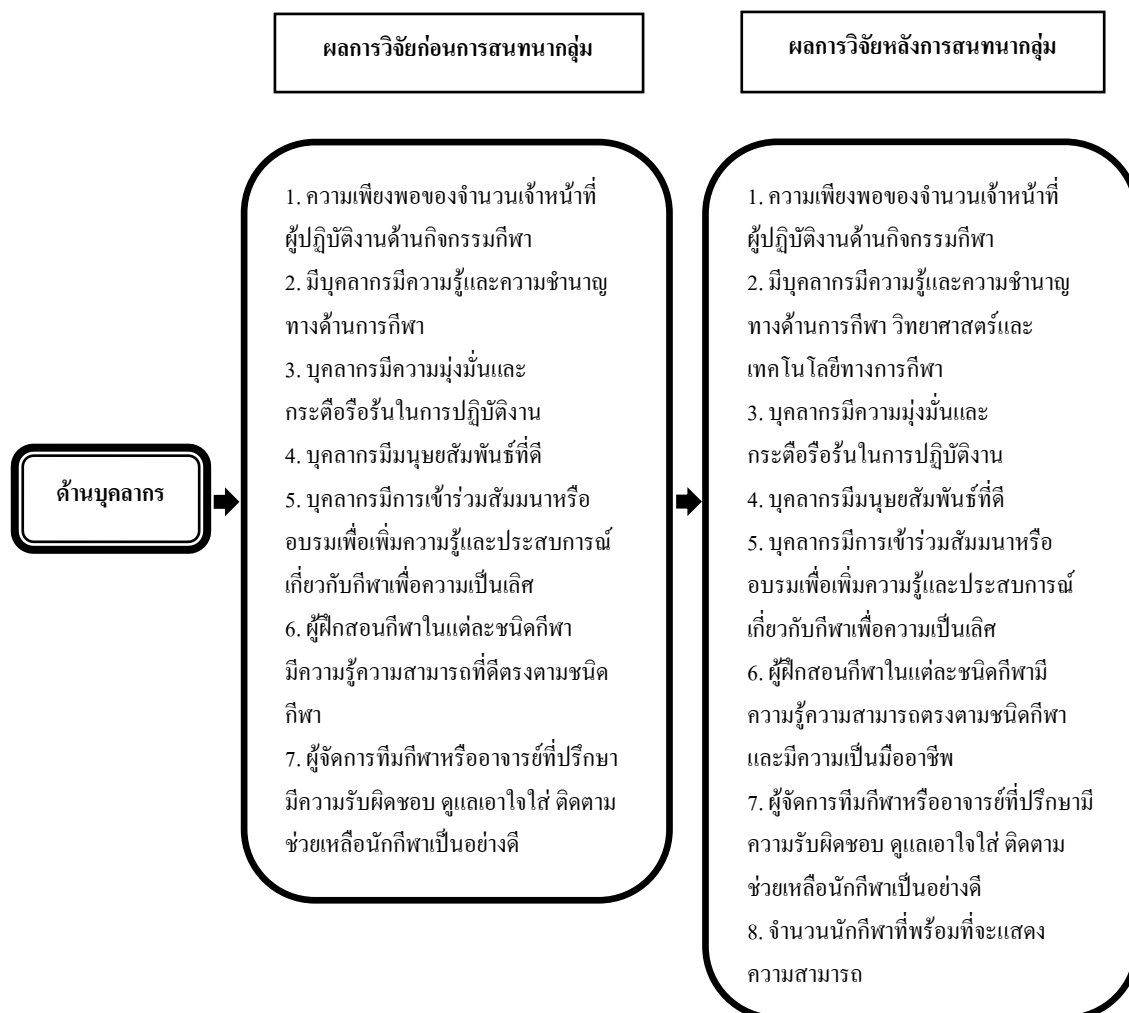 ผลการวิจัยก่อนการสนทนากลุ่ม
ผลการวิจัยหลังการสนทนากลุ่ม
ด้านบุคลากร
1. ความเพียงพอของจำนวนเจ้าหน้าที่
ผู้ปฏิบัติงานด้านกิจกรรมกีฬา
2. มีบุคลากรมีความรู้และความชำนาญ
ทางด้านการกีฬา
3. บุคลากรมีความมุ่งมั่นและ
กระตือรือร้นในการปฏิบัติงาน
4. บุคลากรมีมนุษยสัมพันธ์ที่ดี
5. บุคลากรมีการเข้าร่วมสัมมนาหรือ
อบรมเพื่อเพิ่มความรู้และประสบการณ์
เกี่ยวกับกีฬาเพื่อความเป็นเลิศ
6. ผู้ฝึกสอนกีฬาในแต่ละชนิดกีฬา
มีความรู้ความสามารถที่ดีตรงตามชนิด
กีฬา
7. ผู้จัดการทีมกีฬาหรืออาจารย์ที่ปรึกษา
มีความรับผิดชอบ ดูแลเอาใจใส่ ติดตาม
ช่วยเหลือนักกีฬาเป็นอย่างดี
1. ความเพียงพอของจำนวนเจ้าหน้าที่
ผู้ปฏิบัติงานด้านกิจกรรมกีฬา
2. มีบุคลากรมีความรู้และความชำนาญ
ทางด้านการกีฬา วิทยาศาสตร์และ
เทคโนโลยีทางการกีฬา
3. บุคลากรมีความมุ่งมั่นและ
กระตือรือร้นในการปฏิบัติงาน
4. บุคลากรมีมนุษยสัมพันธ์ที่ดี
5. บุคลากรมีการเข้าร่วมสัมมนาหรือ
อบรมเพื่อเพิ่มความรู้และประสบการณ์
เกี่ยวกับกีฬาเพื่อความเป็นเลิศ
6. ผู้ฝึกสอนกีฬาในแต่ละชนิดกีฬามี
ความรู้ความสามารถตรงตามชนิดกีฬา
และมีความเป็นมืออาชีพ
7. ผู้จัดการทีมกีฬาหรืออาจารย์ที่ปรึกษามี
ความรับผิดชอบ ดูแลเอาใจใส่ ติดตาม
ช่วยเหลือนักกีฬาเป็นอย่างดี
8. จำนวนนักกีฬาที่พร้อมที่จะแสดง
ความสามารถ